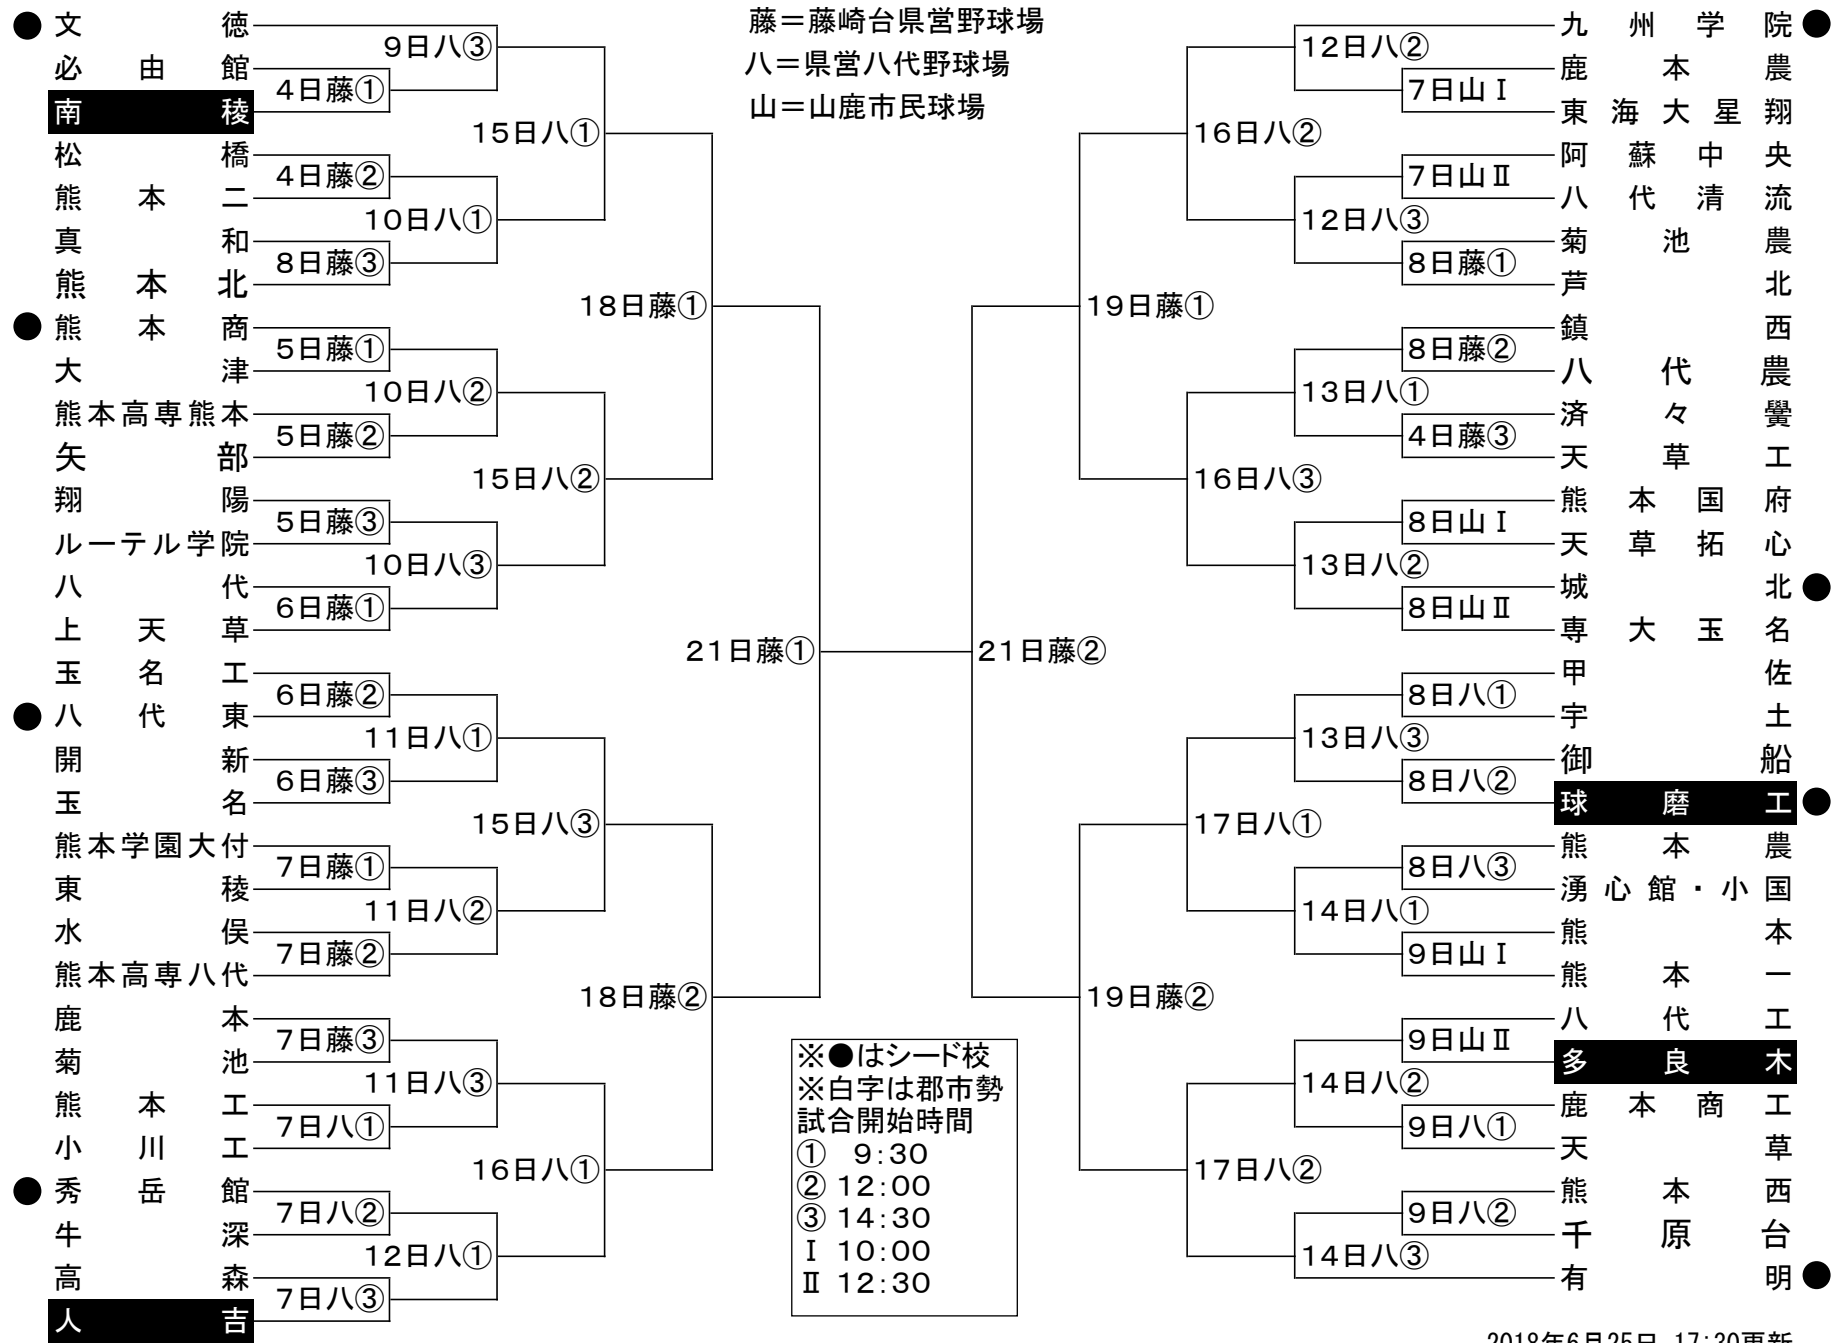 藤＝藤崎台県営野球場
八＝県営八代野球場
山＝山鹿市民球場
●文徳
必由館
南稜
松橋
熊本二
真和
熊本北
●熊本商
大津
熊本高専熊本
矢部
翔陽
ルーテル学院
八代
上天草
玉名工
●八代東
開新
玉名
熊本学園大付
東稜
水俣
熊本高専八代
鹿本
菊池
熊本工
小川工
●秀岳館
牛深
高森
人吉
4日藤①
4日藤②
8日藤③
5日藤①
5日藤②
5日藤③
6日藤①
6日藤②
6日藤③
7日藤①
7日藤②
7日藤③
7日八①
7日八②
7日八③
9日八③
10日八①
10日八②
10日八③
11日八①
11日八②
11日八③
12日八①
15日八①
15日八②
15日八③
16日八①
18日藤①
18日藤②
21日藤①
21日藤②
19日藤①
19日藤②
16日八②
16日八③
17日八①
17日八②
12日八②
12日八③
13日八①
13日八②
13日八③
14日八①
14日八②
14日八③
7日山Ⅰ
7日山Ⅱ
8日藤①
8日藤②
4日藤③
8日山Ⅰ
8日山Ⅱ
8日八①
8日八②
8日八③
9日山Ⅰ
9日山Ⅱ
9日八①
9日八②
九州学院●
鹿本農
東海大星翔
阿蘇中央
八代清流
菊池農
芦北
鎮西
八代農
済々黌
天草工
熊本国府
天草拓心
城北●
専大玉名
甲佐
宇土
御船
球磨工●
熊本農
湧心館・小国
熊本
熊本一
八代工
多良木
鹿本商工
天草
熊本西
千原台
有明●
※●はシード校
※白字は郡市勢
試合開始時間
① 9:30
② 12:00
③ 14:30
Ⅰ 10:00
Ⅱ 12:30
2018年6月25日 17:30更新